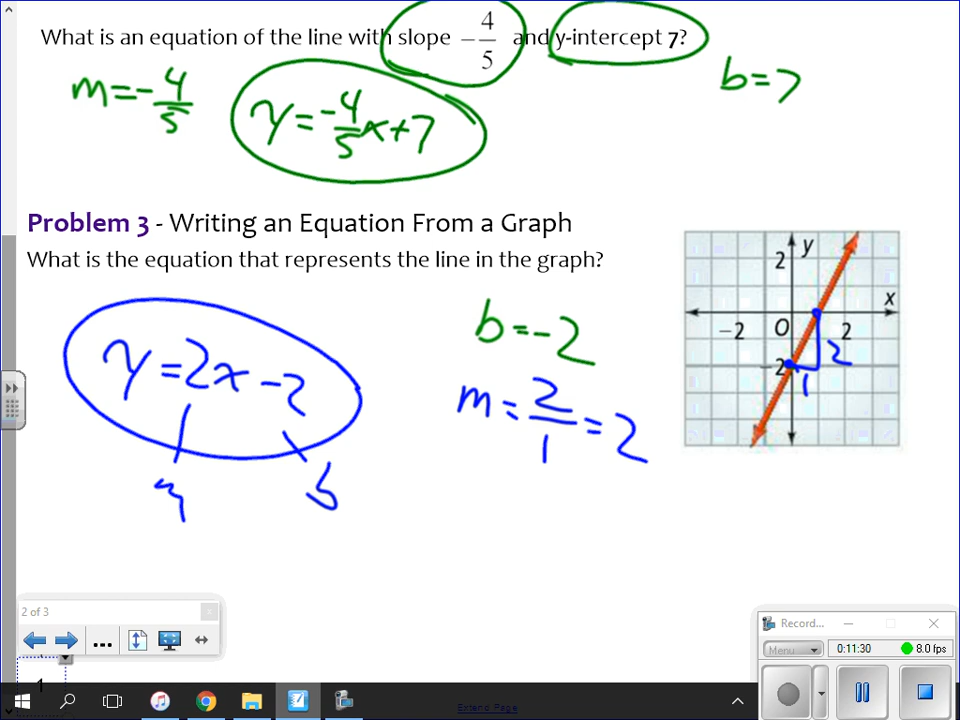 What is an equation of the line with slope −4/5 and y-intercept 7?
m = -4/5
y = -4/5x+7
b=7
Problem 3 - Writing an Equation From a Graph
What is the equation that represents the line in the graph?
y = 2x - 2
m
b
b = -2
m = 2/1 = 2
y
2
x
-2
O
2
-2
2
1
2 of 3
x
...
1
Extend Page
Record...
Menu
0:11:30
8.0 fps